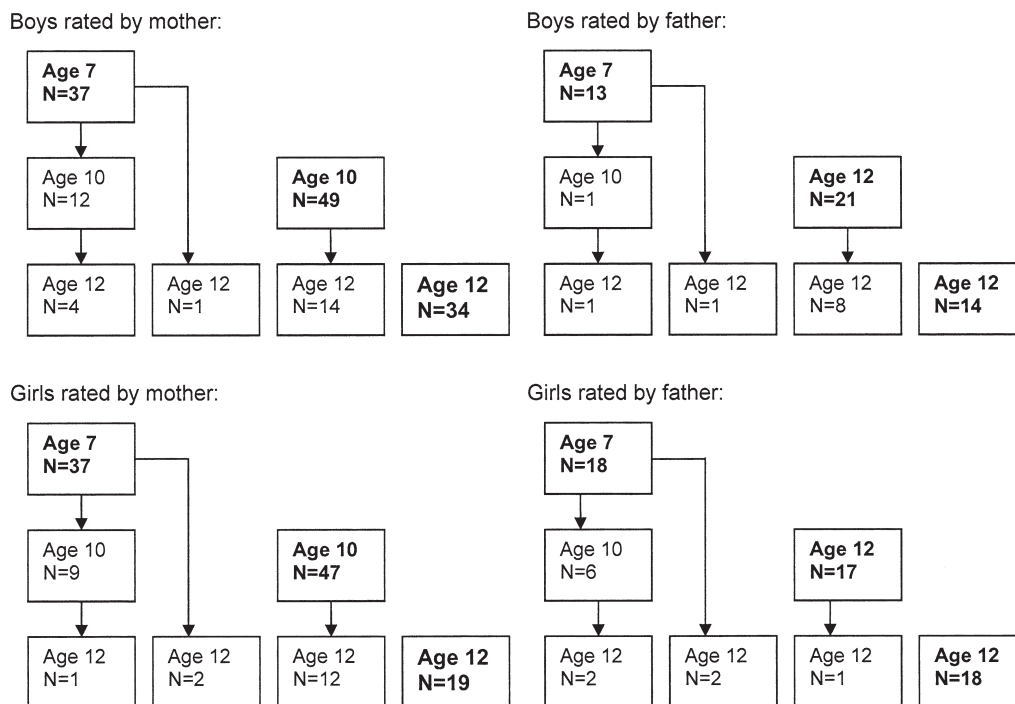 Boys rated by mother:
Age 7
N=37
Age 10
N=12
Age 10
N=49
Age 12
N=4
Age 12
N=1
Age 12
N=14
Age 12
N=34
Boys rated by father:
Age 7
N=13
Age 10
N=1
Age 12
N=21
Age 12
N=1
Age 12
N=1
Age 12
N=8
Age 12
N=14
Girls rated by mother:
Age 7
N=37
Age 10
N=9
Age 10
N=47
Age 12
N=1
Age 12
N=2
Age 12
N=12
Age 12
N=19
Girls rated by father:
Age 7
N=18
Age 10
N=6
Age 12
N=17
Age 12
N=2
Age 12
N=2
Age 12
N=1
Age 12
N=18